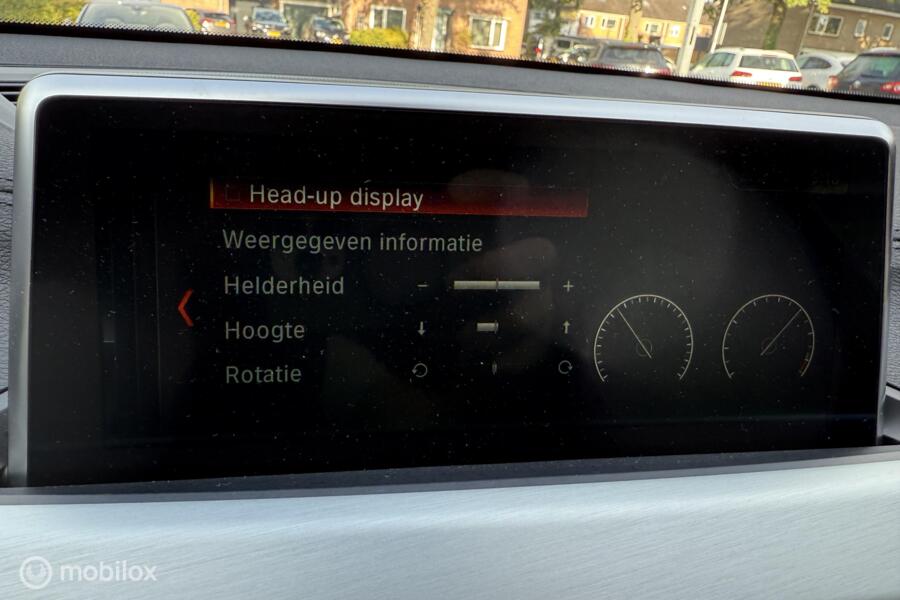 Head-up display
Weergegeven informatie
Helderheid - +
Hoogte
Rotatie
mobilox